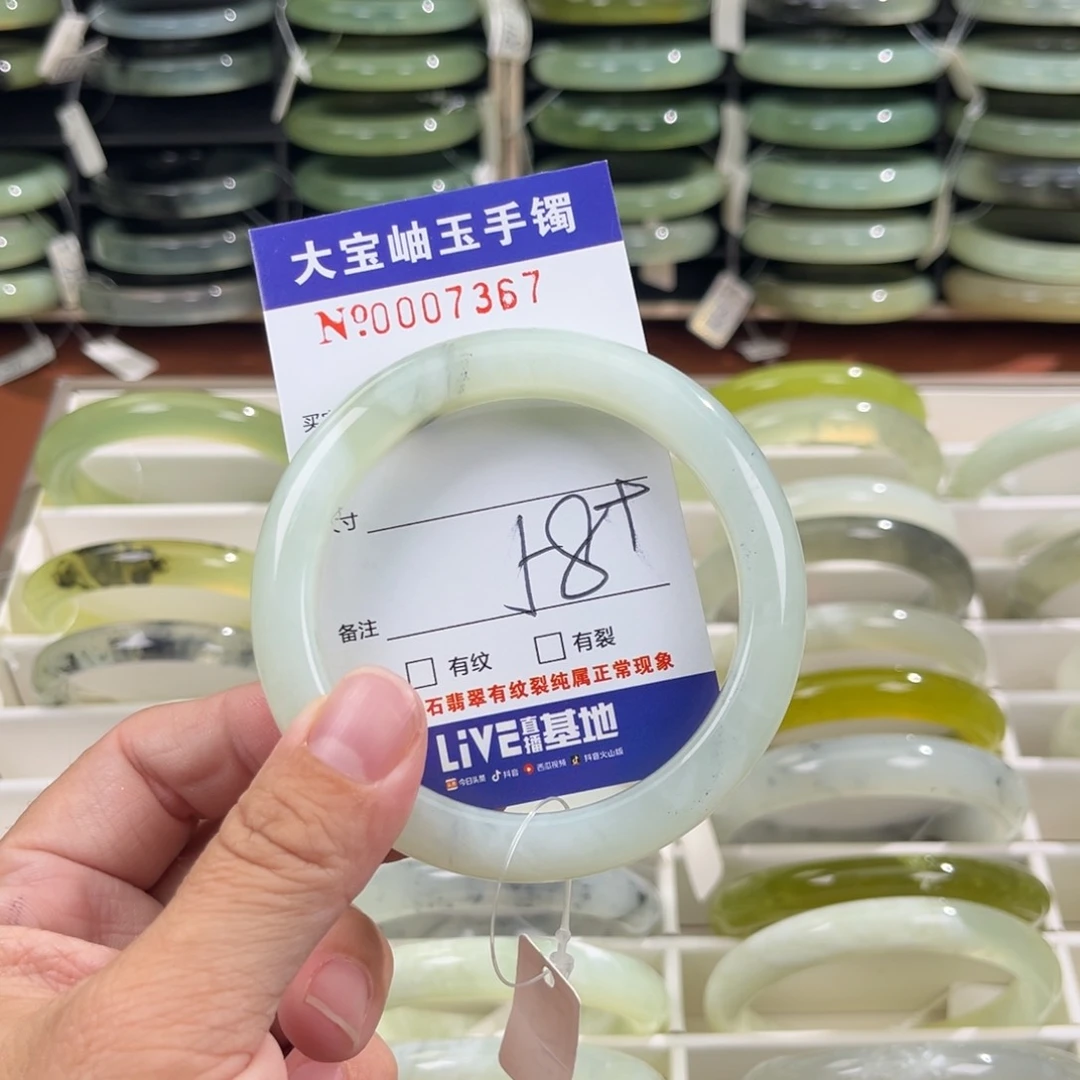 大宝岫玉手镯
№0007367
买
寸
备注
有纹
有裂
石翡翠有纹裂纯属正常现象
LiVE直播基地
今日头条 抖音 西瓜视频 抖音火山版